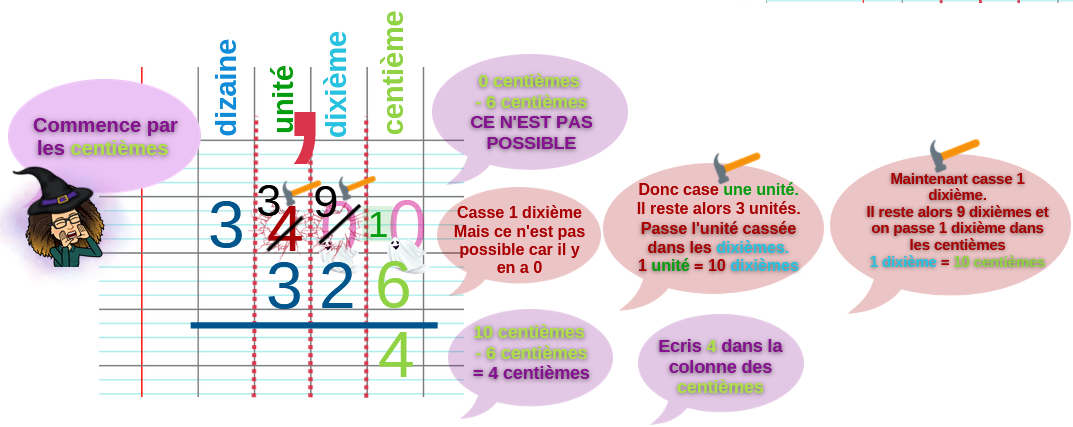 dizaine
unité
dixième
centième
,
Commence par
les centièmes
0 centièmes
- 6 centièmes
CE N'EST PAS
POSSIBLE
3 3 4 9 0 1 0
3 2 6
4
Casse 1 dixième
Mais ce n'est pas
possible car il y
en a 0
Donc case une unité.
Il reste alors 3 unités.
Passe l'unité cassée
dans les dixièmes.
1 unité = 10 dixièmes
Maintenant casse 1
dixième.
Il reste alors 9 dixièmes et
on passe 1 dixième dans
les centièmes
1 dixième = 10 centièmes
10 centièmes
- 6 centièmes
= 4 centièmes
Ecris 4 dans la
colonne des
centièmes